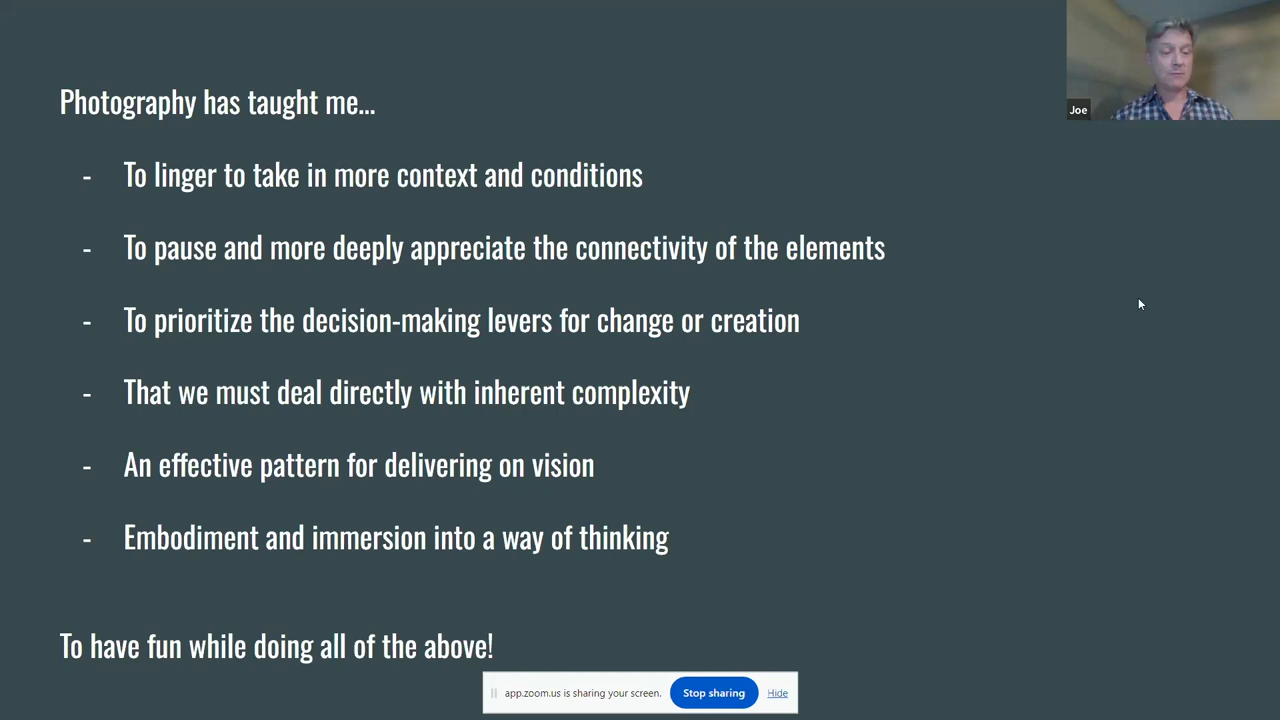 Photography has taught me...
- To linger to take in more context and conditions
- To pause and more deeply appreciate the connectivity of the elements
- To prioritize the decision-making levers for change or creation
- That we must deal directly with inherent complexity
- An effective pattern for delivering on vision
- Embodiment and immersion into a way of thinking
To have fun while doing all of the above!
Joe
app.zoom.us is sharing your screen. Stop sharing Hide